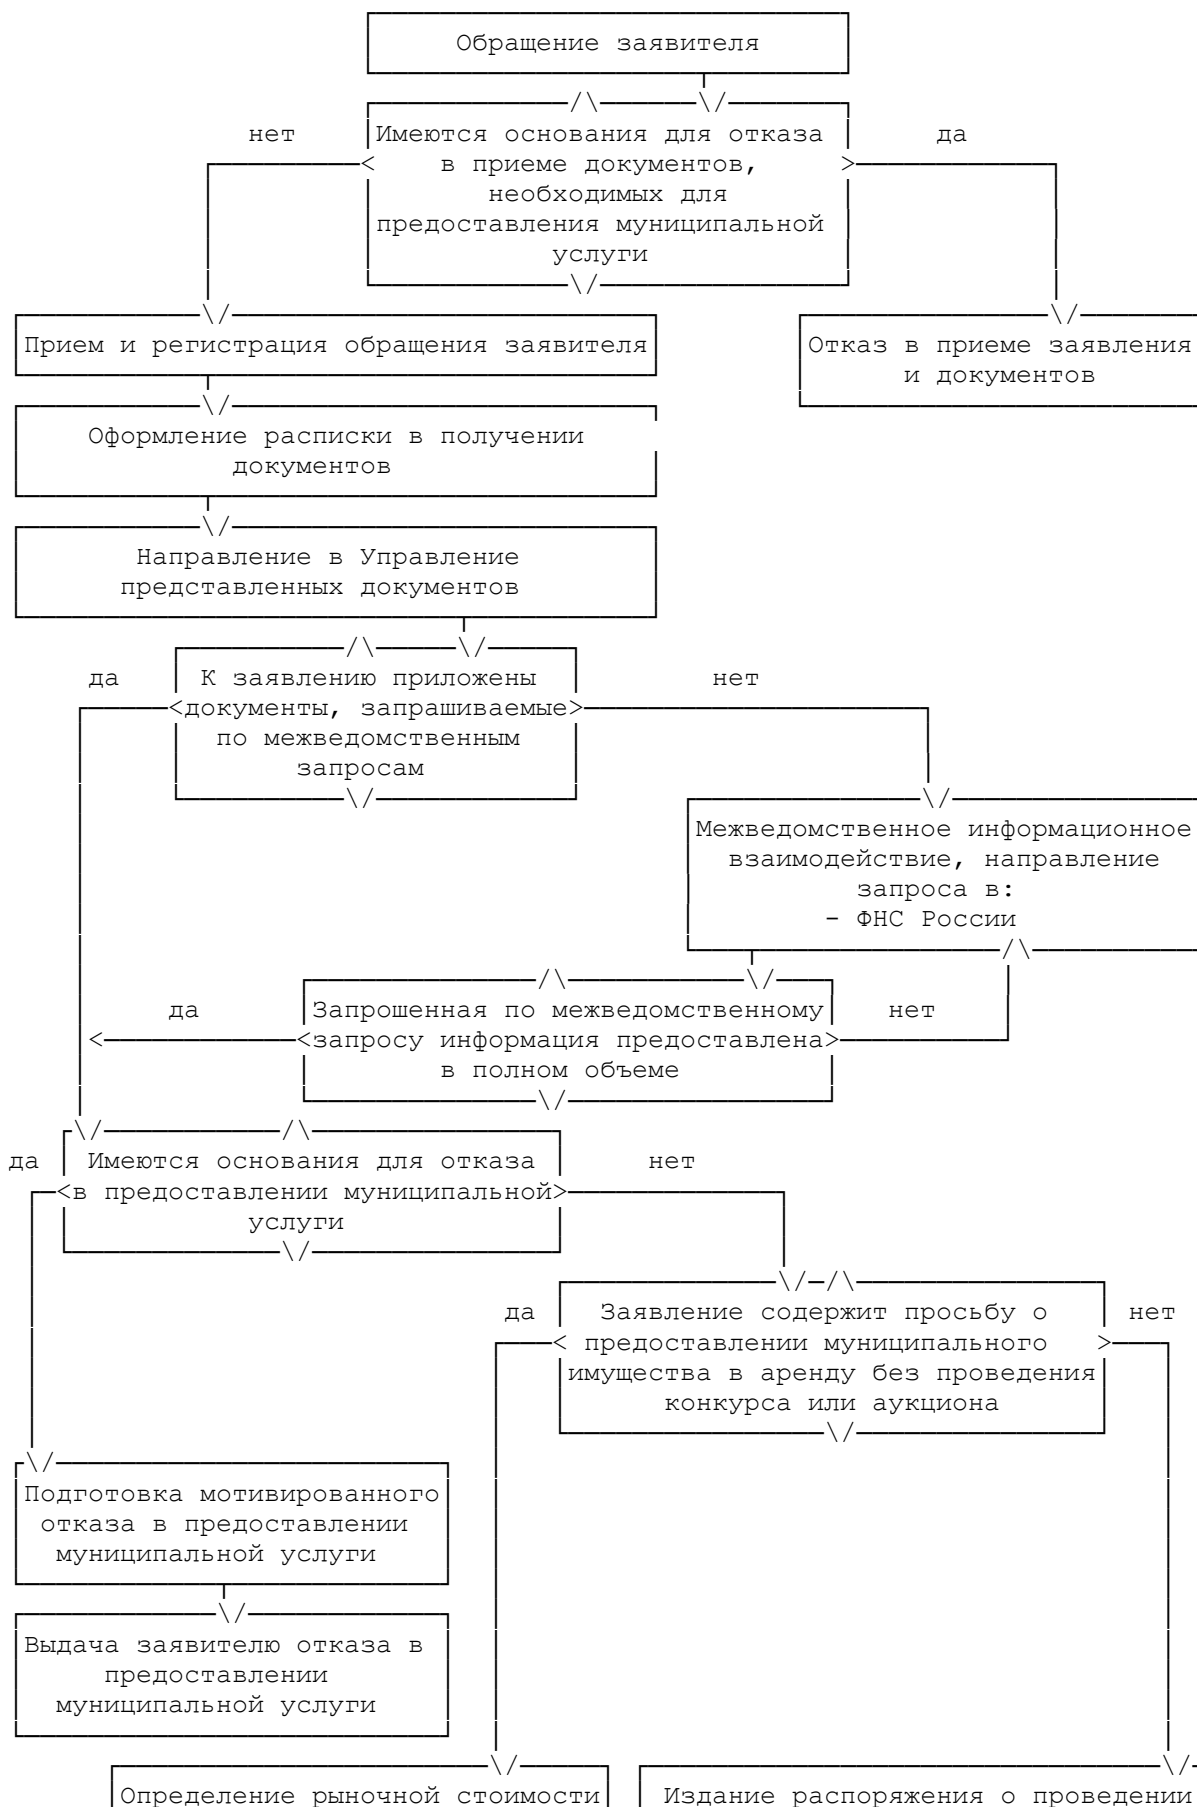 Обращение заявителя
нет
Имеются основания для отказа
да
в приеме документов,
необходимых для
предоставления муниципальной
услуги
Прием и регистрация обращения заявителя
Отказ в приеме заявления
и документов
Оформление расписки в получении
документов
Направление в Управление
представленных документов
да
К заявлению приложены
нет
документы, запрашиваемые
по межведомственным
запросам
Межведомственное информационное
взаимодействие, направление
запроса в:
- ФНС России
да
Запрошенная по межведомственному
нет
запросу информация предоставлена
в полном объеме
да
Имеются основания для отказа
нет
в предоставлении муниципальной
услуги
да
Заявление содержит просьбу о
нет
предоставлении муниципального
имущества в аренду без проведения
конкурса или аукциона
Подготовка мотивированного
отказа в предоставлении
муниципальной услуги
Выдача заявителю отказа в
предоставлении
муниципальной услуги
Определение рыночной стоимости
Издание распоряжения о проведении